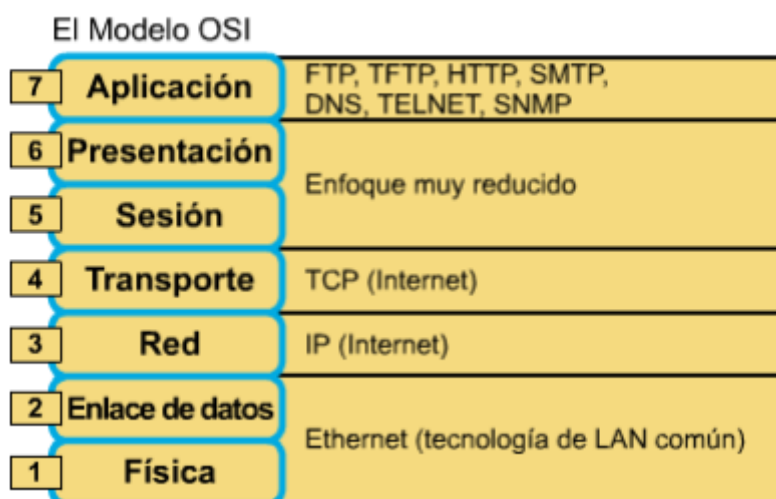 El Modelo OSI
7 Aplicación FTP, TFTP, HTTP, SMTP,
DNS, TELNET, SNMP
6 Presentación
Enfoque muy reducido
5 Sesión
4 Transporte TCP (Internet)
3 Red IP (Internet)
2 Enlace de datos
Ethernet (tecnología de LAN común)
1 Física